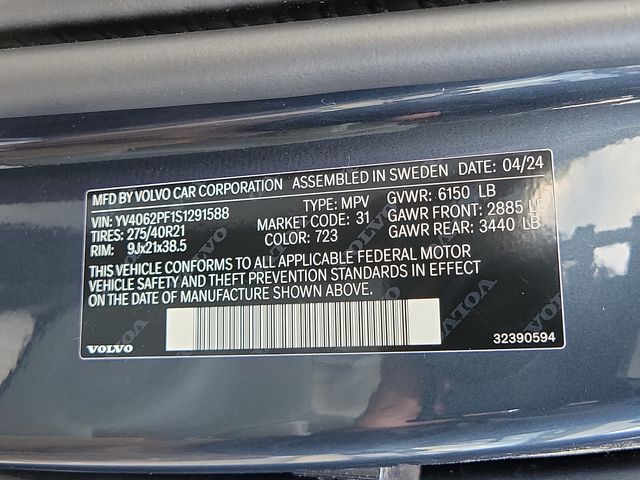 MFD BY VOLVO CAR CORPORATION ASSEMBLED IN SWEDEN DATE: 04/24
VIN: YV4062PF1S1291588 TYPE: MPV GVWR: 6150 LB
TIRES: 275/40R21 MARKET CODE: 31 GAWR FRONT: 2885 LB
RIM: 9Jx21x38.5 COLOR: 723 GAWR REAR: 3440 LB
THIS VEHICLE CONFORMS TO ALL APPLICABLE FEDERAL MOTOR
VEHICLE SAFETY AND THEFT PREVENTION STANDARDS IN EFFECT
ON THE DATE OF MANUFACTURE SHOWN ABOVE.
VOLVO 32390594